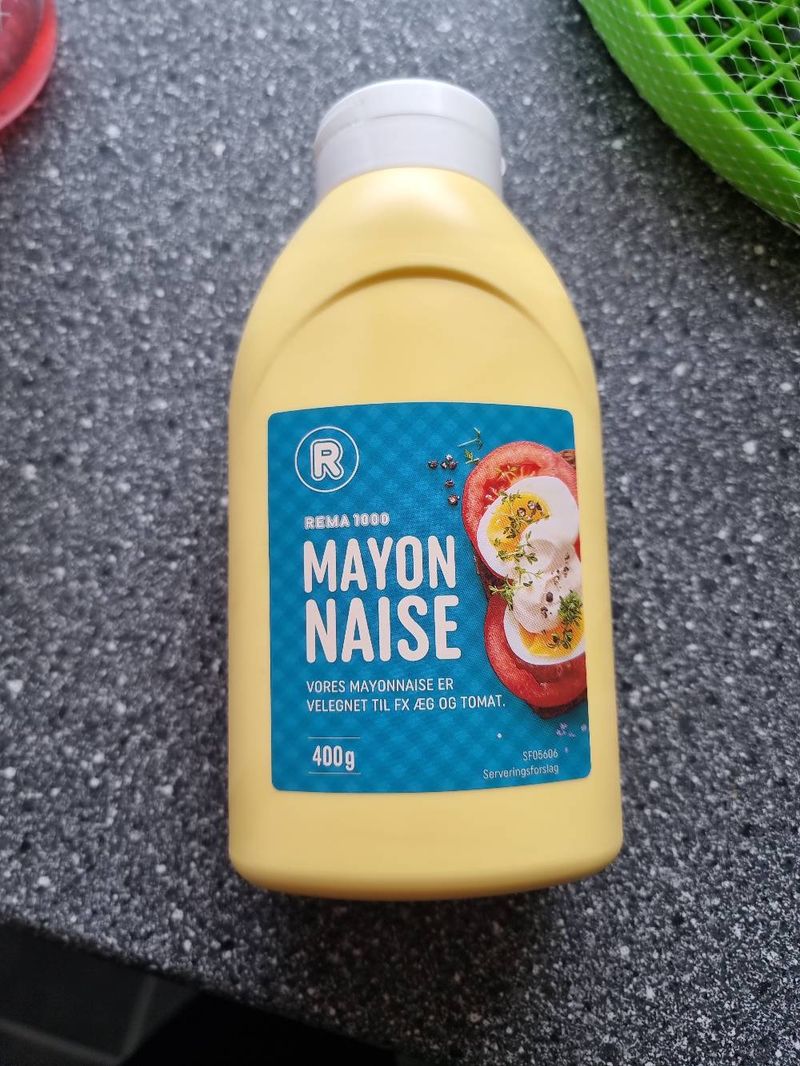 R
REMA 1000
MAYON
NAISE
VORES MAYONNAISE ER
VELEGNET TIL FX ÆG OG TOMAT.
400g
SF05606
Serveringsforslag